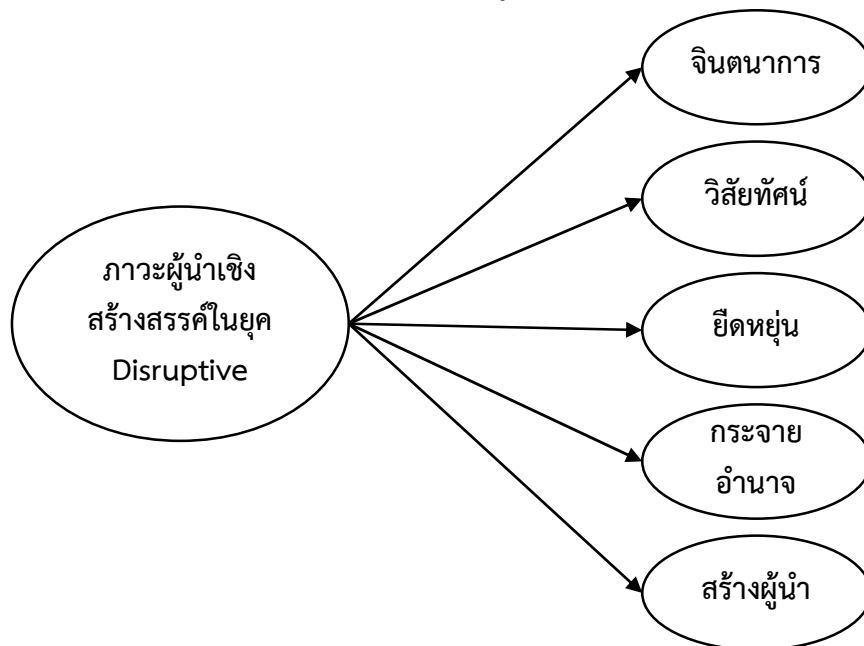 จินตนาการ
วิสัยทัศน์
ภาวะผู้นำเชิง
สร้างสรรค์ในยุค
Disruptive
ยืดหยุ่น
กระจาย
อำนาจ
สร้างผู้นำ